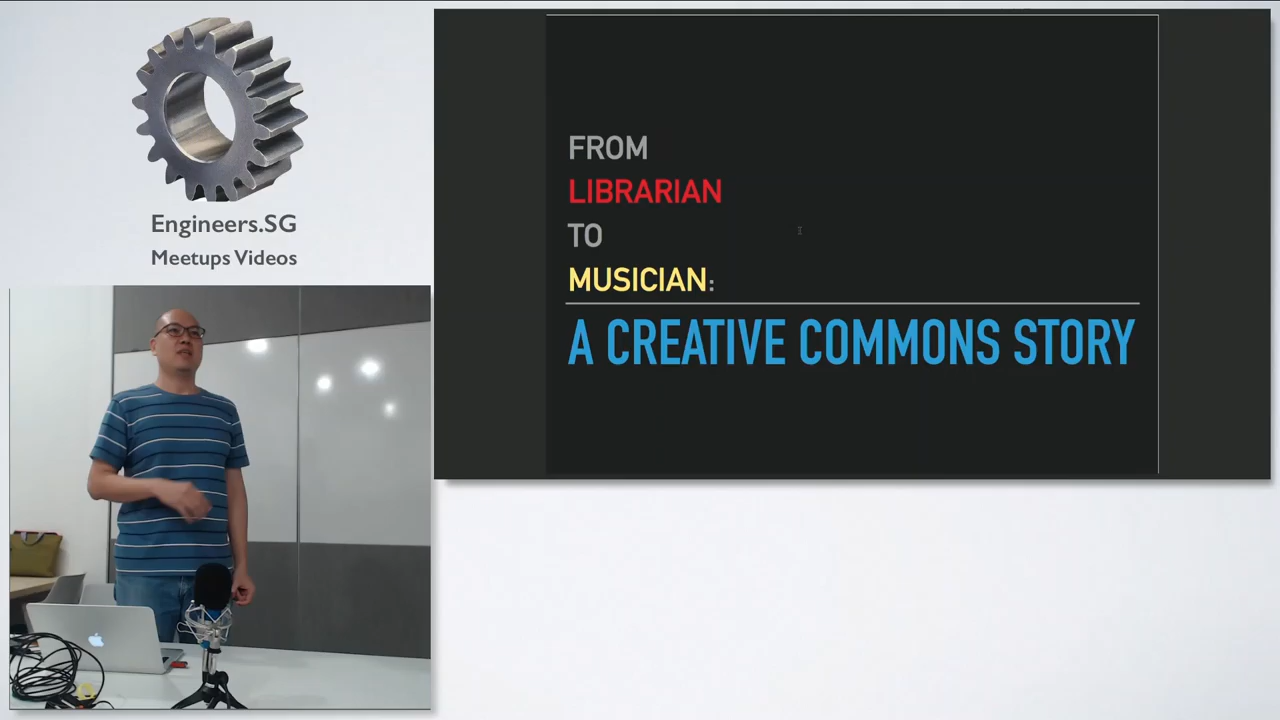 Engineers.SG
Meetups Videos
FROM
LIBRARIAN
TO
MUSICIAN:
A CREATIVE COMMONS STORY